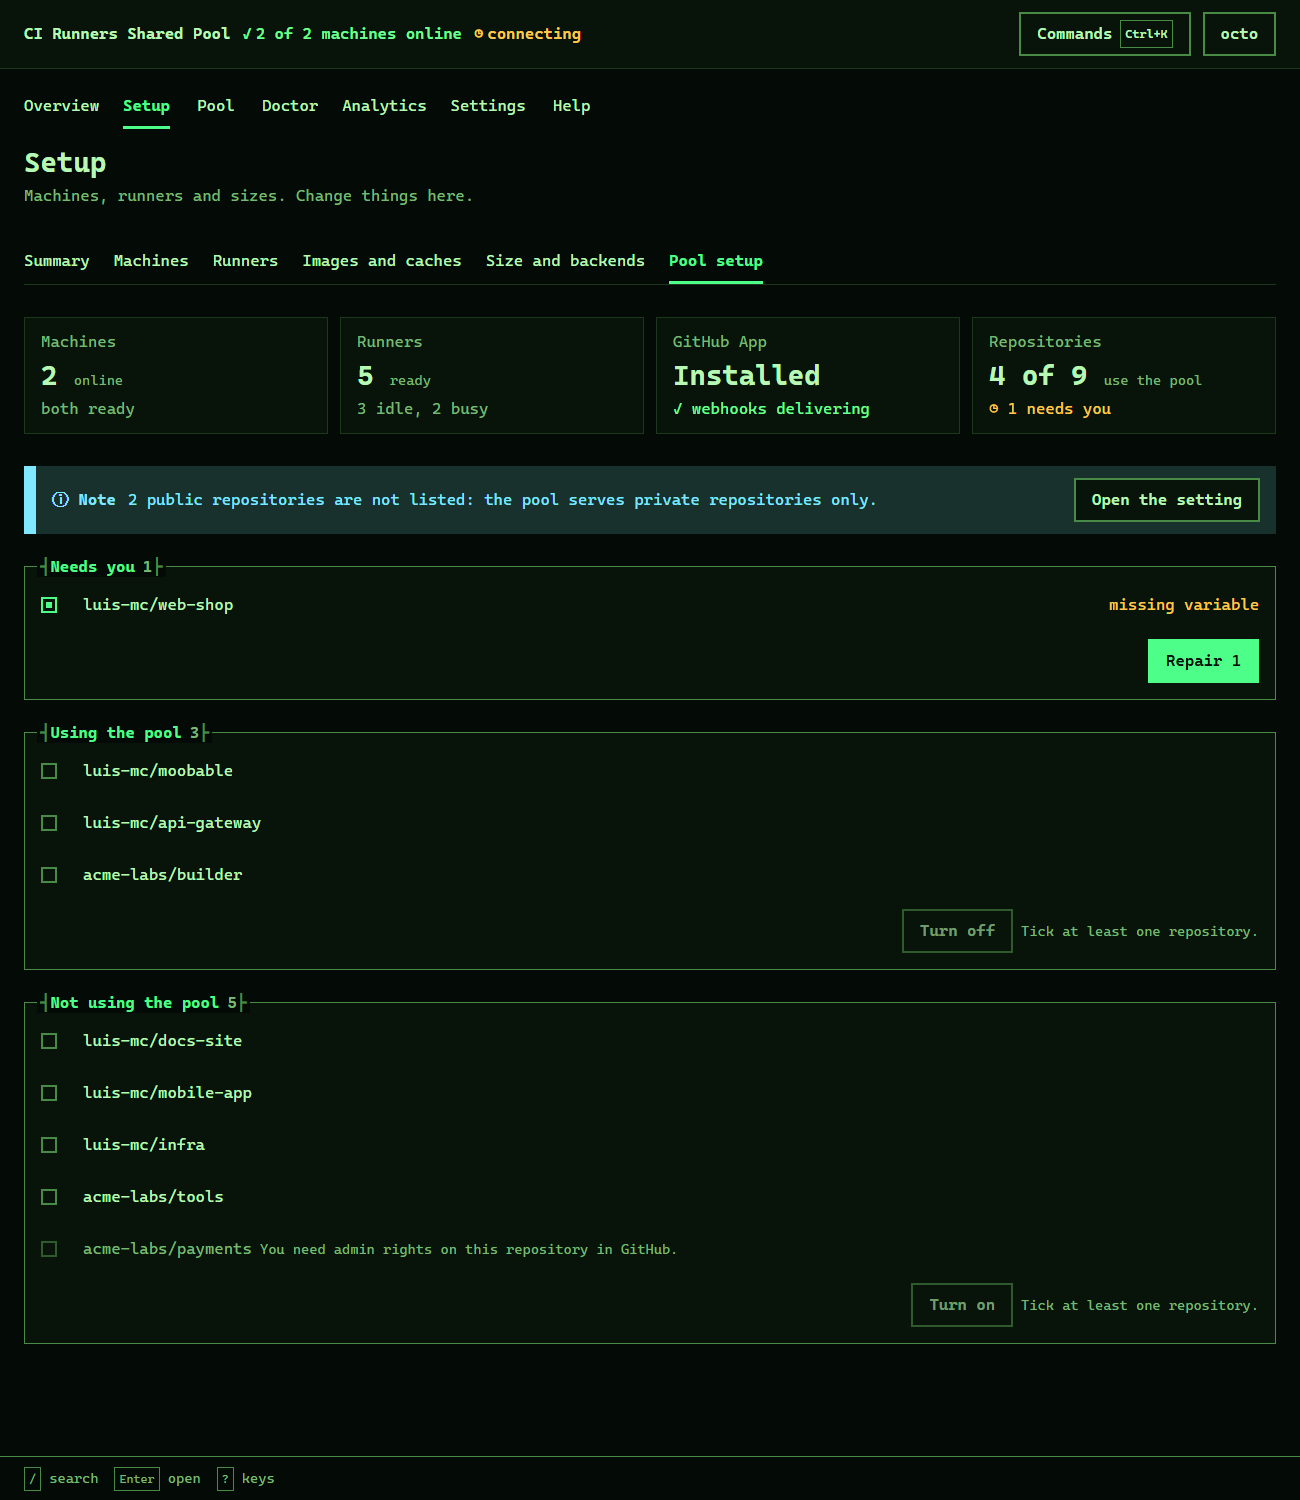 CI Runners Shared Pool ✓ 2 of 2 machines online connecting Commands Ctrl+K octo
Overview Setup Pool Doctor Analytics Settings Help
Setup
Machines, runners and sizes. Change things here.
Summary Machines Runners Images and caches Size and backends Pool setup
Machines
2 online
both ready
Runners
5 ready
3 idle, 2 busy
GitHub App
Installed
✓ webhooks delivering
Repositories
4 of 9 use the pool
1 needs you
Note 2 public repositories are not listed: the pool serves private repositories only. Open the setting
Needs you 1
luis-mc/web-shop missing variable
Repair 1
Using the pool 3
luis-mc/moobable
luis-mc/api-gateway
acme-labs/builder
Turn off Tick at least one repository.
Not using the pool 5
luis-mc/docs-site
luis-mc/mobile-app
luis-mc/infra
acme-labs/tools
acme-labs/payments You need admin rights on this repository in GitHub.
Turn on Tick at least one repository.
/ search Enter open ? keys